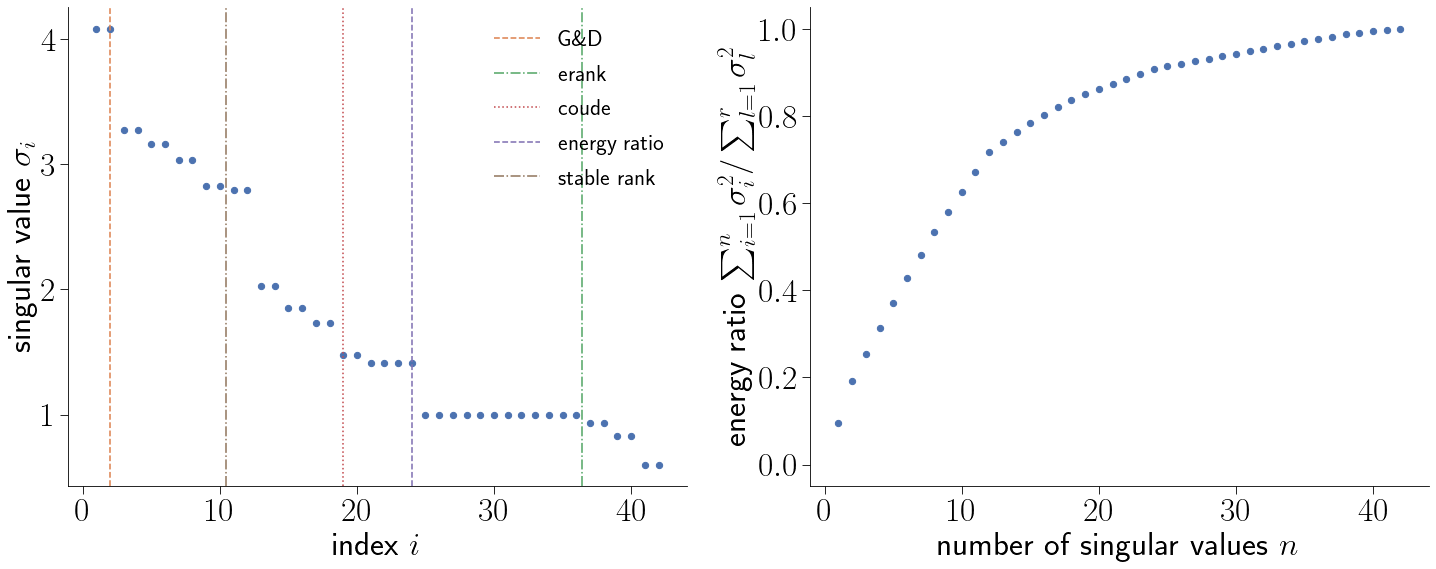 4
3
2
1
singular value σ_i
0 10 20 30 40
index i
G&D
erank
coude
energy ratio
stable rank
1.0
0.8
0.6
0.4
0.2
0.0
energy ratio ∑_{i=1}^{n} σ_i^2 / ∑_{l=1}^{r} σ_l^2
0 10 20 30 40
number of singular values n